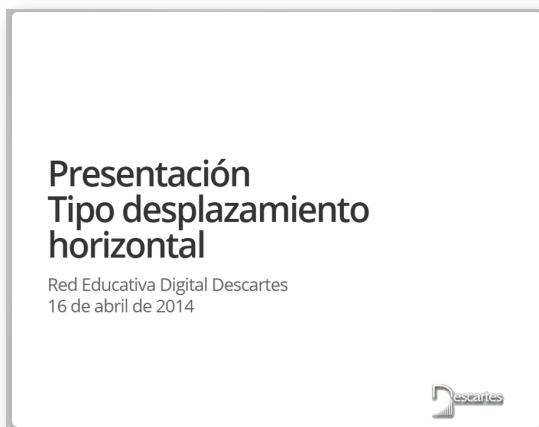 Presentación
Tipo desplazamiento
horizontal
Red Educativa Digital Descartes
16 de abril de 2014
Descartes